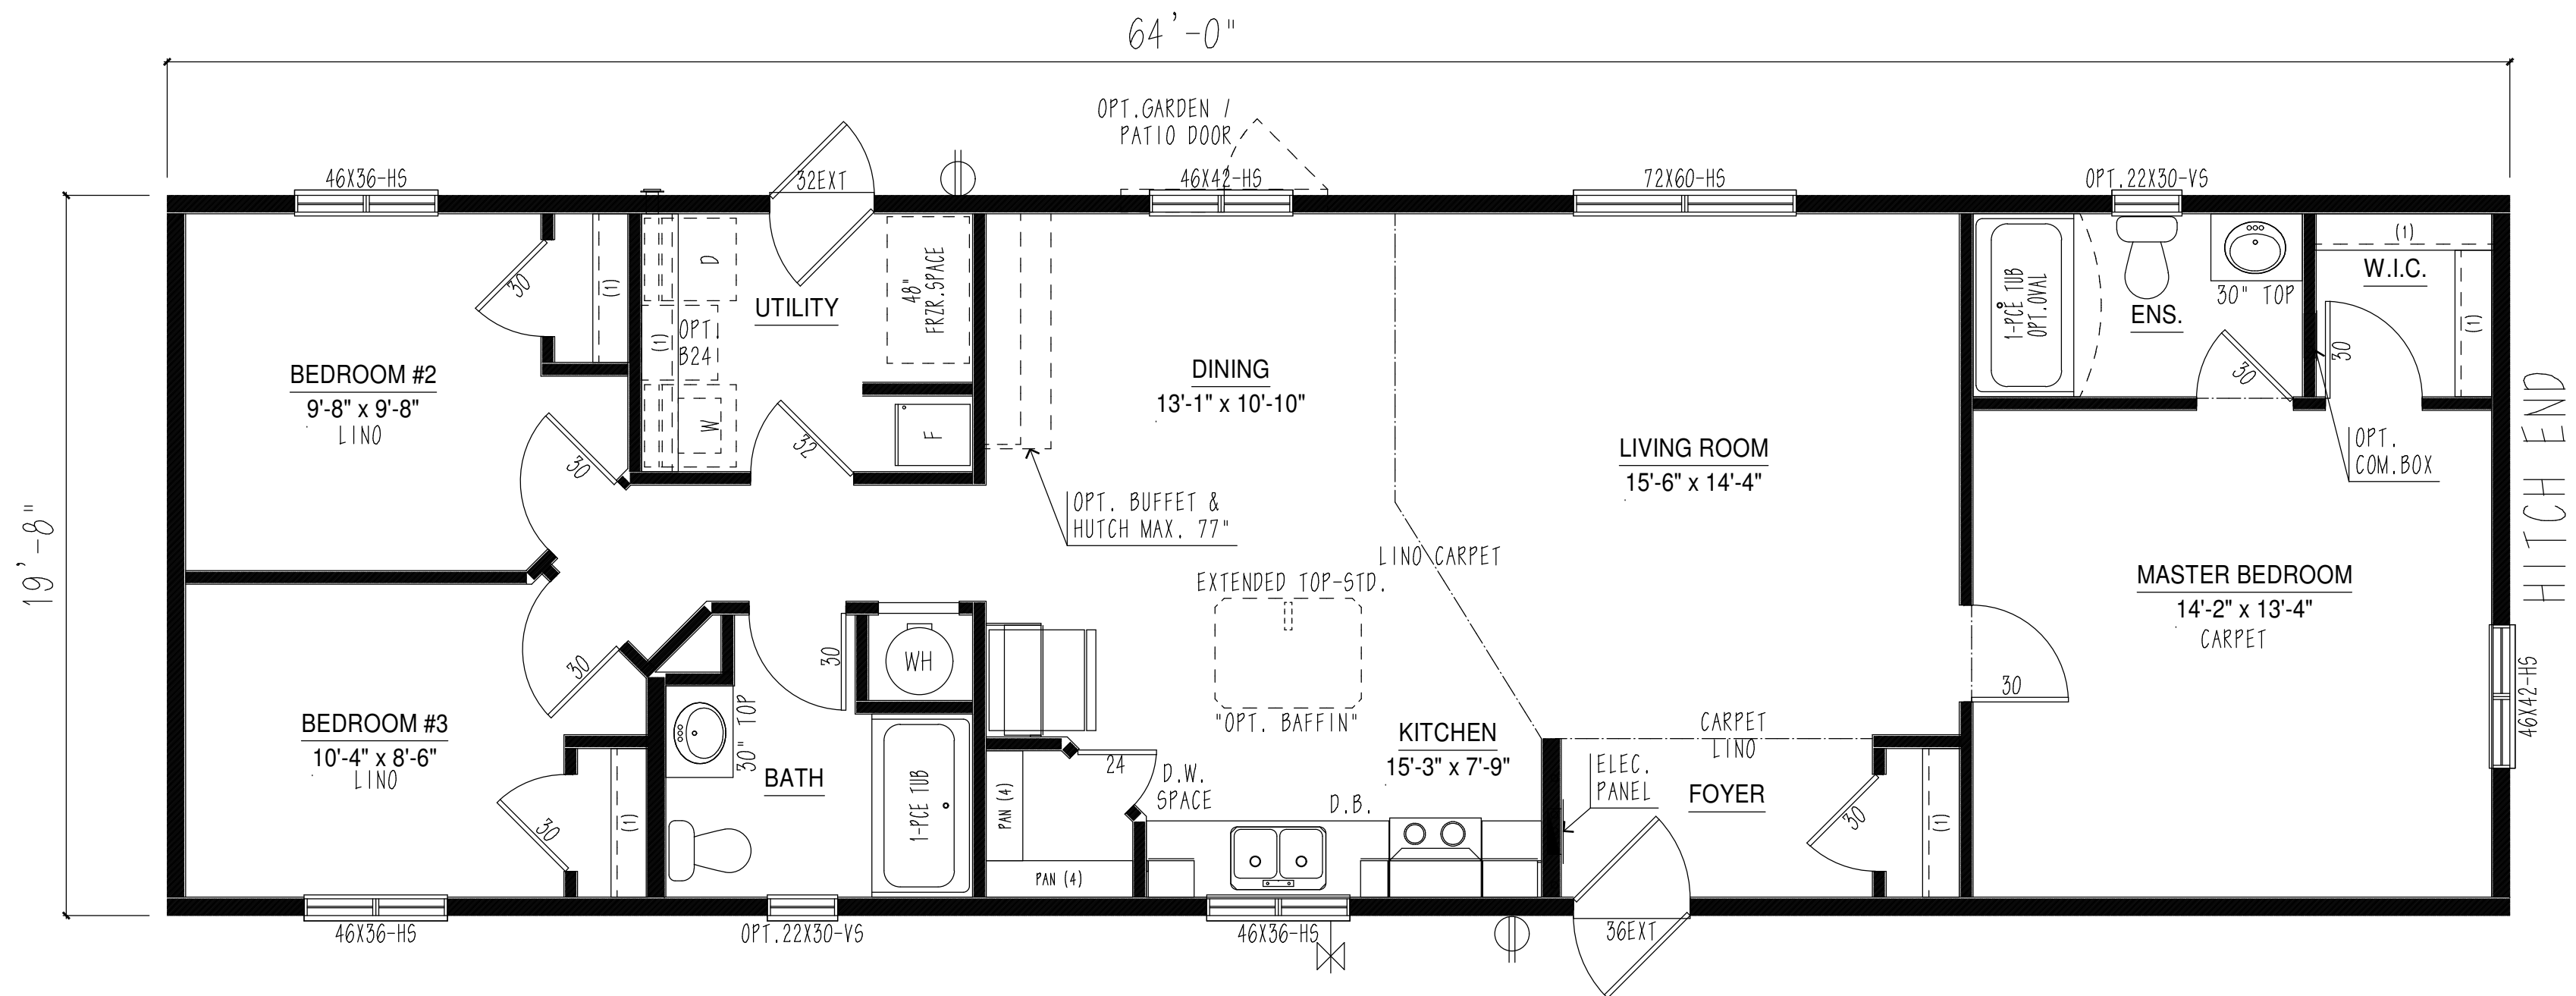 64'-0"
OPT.GARDEN /
PATIO DOOR
46X36-HS
32EXT
46X42-HS
72X60-HS
OPT.22X30-VS
19'-8"
BEDROOM #2
9'-8" x 9'-8"
LINO
30
(1)
30
D
(1)
OPT.
B24
W
UTILITY
48"
FRZR.SPACE
32
F
DINING
13'-1" x 10'-10"
OPT. BUFFET &
HUTCH MAX. 77"
LIVING ROOM
15'-6" x 14'-4"
LINO CARPET
1-PCE TUB
OPT.OVAL
ENS.
30" TOP
30
(1)
W.I.C.
(1)
30
OPT.
COM.BOX
HITCH END
MASTER BEDROOM
14'-2" x 13'-4"
CARPET
30
46X42-HS
BEDROOM #3
10'-4" x 8'-6"
LINO
30
30
(1)
30" TOP
BATH
30
WH
1-PCE TUB
EXTENDED TOP-STD.
"OPT. BAFFIN"
KITCHEN
15'-3" x 7'-9"
24
PAN (4)
PAN (4)
D.W.
SPACE
D.B.
CARPET
LINO
ELEC.
PANEL
FOYER
30
(1)
46X36-HS
OPT.22X30-VS
46X36-HS
36EXT